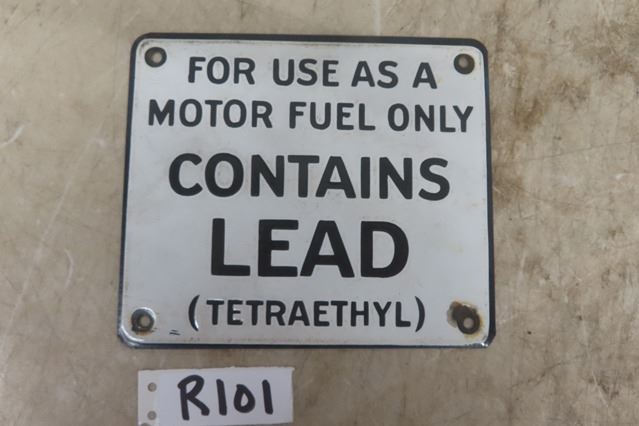 FOR USE AS A
MOTOR FUEL ONLY
CONTAINS
LEAD
(TETRAETHYL)
R101